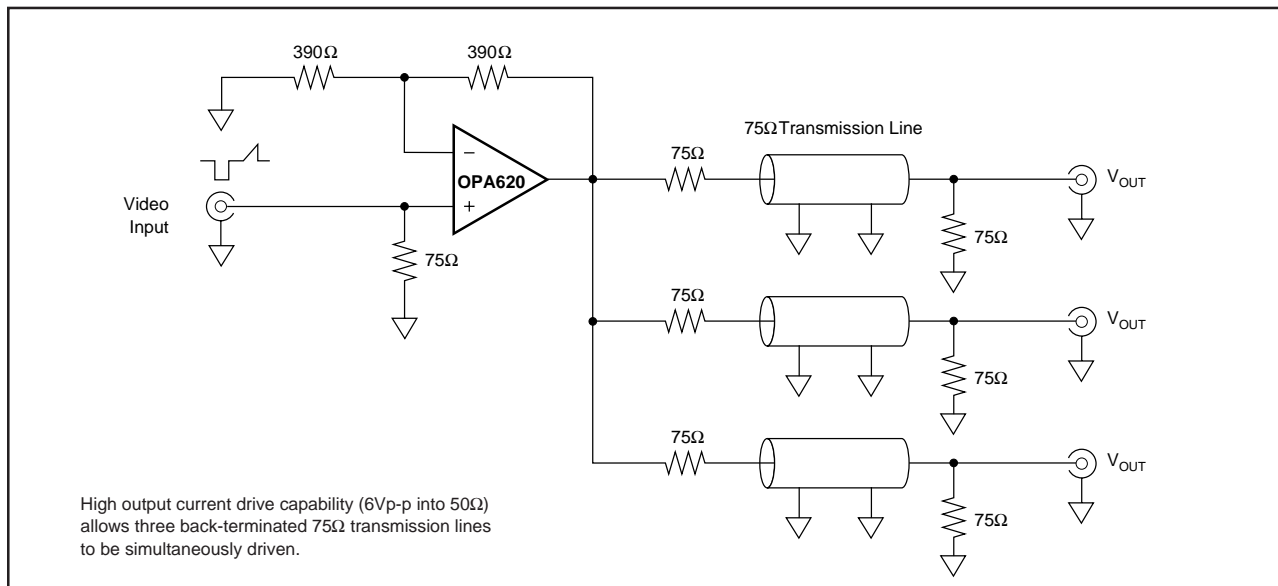 390Ω
390Ω
75Ω Transmission Line
Video
Input
75Ω
OPA620
−
+
75Ω
75Ω
V_OUT
75Ω
V_OUT
75Ω
75Ω
V_OUT
75Ω
75Ω
High output current drive capability (6Vp-p into 50Ω)
allows three back-terminated 75Ω transmission lines
to be simultaneously driven.